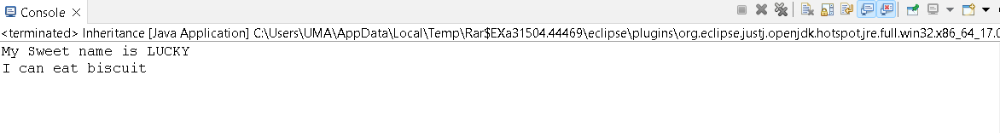 Console
<terminated> Inheritance [Java Application] C:\Users\UMA\AppData\Local\Temp\Rar$EXa31504.44469\eclipse\plugins\org.eclipse.justj.openjdk.hotspot.jre.full.win32.x86_64_17.0
My Sweet name is LUCKY
I can eat biscuit